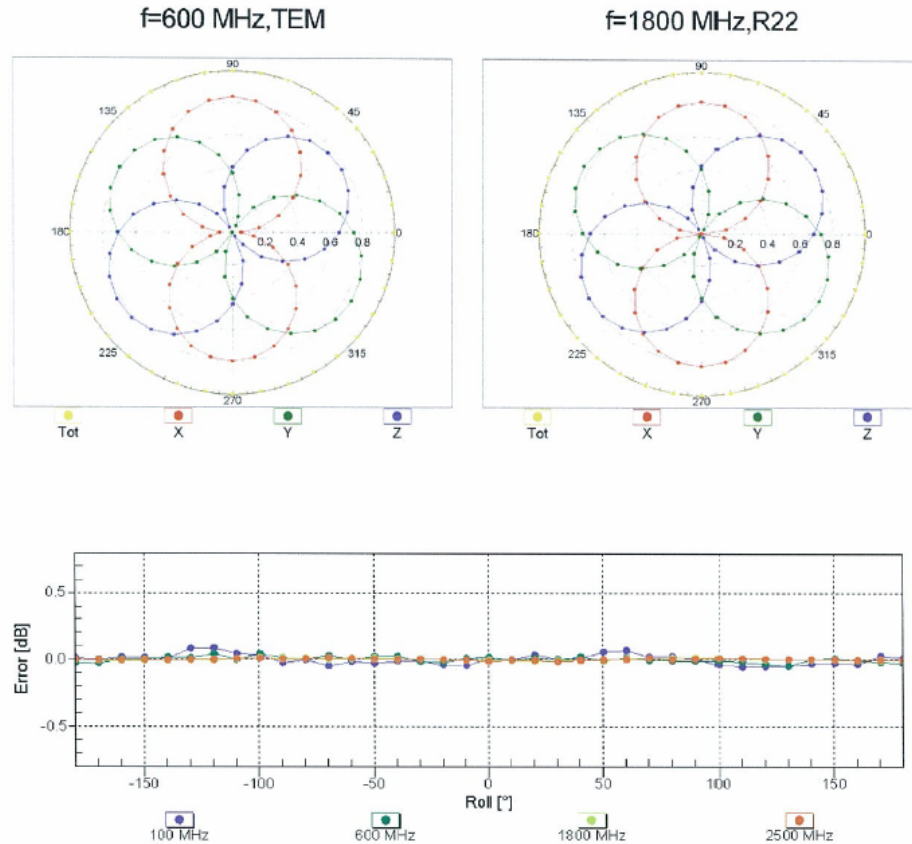 f=600 MHz,TEM
f=1800 MHz,R22
90
135
45
180
0.2 0.4 0.6 0.8
0
225
315
270
Tot X Y Z
90
135
45
180
0.2 0.4 0.6 0.8
0
225
315
270
Tot X Y Z
Error [dB]
0.5
0.0
-0.5
-150 -100 -50 0 50 100 150
Roll [°]
100 MHz 600 MHz 1800 MHz 2500 MHz